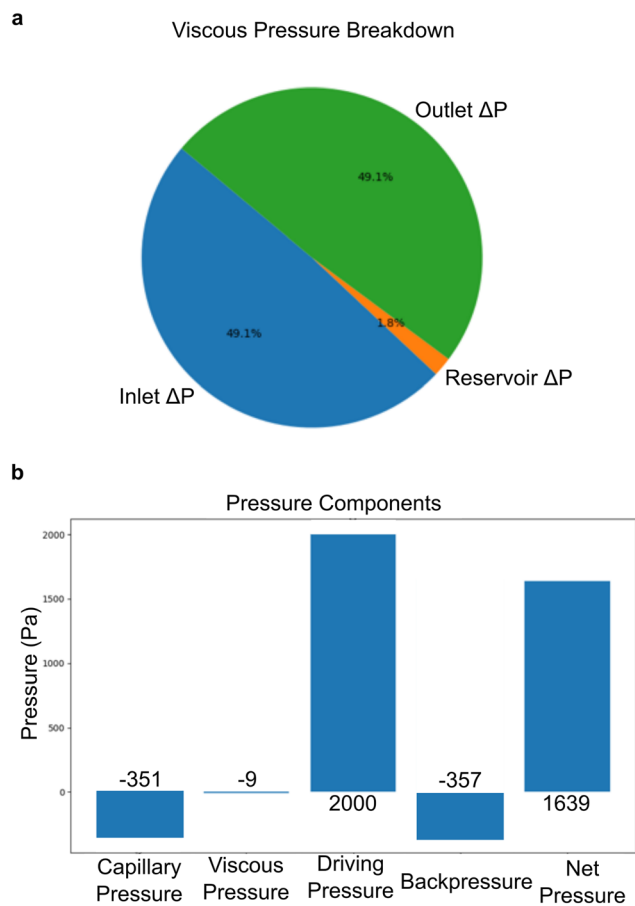 a
Viscous Pressure Breakdown
Outlet ΔP
49.1%
49.1%
1.8%
Reservoir ΔP
Inlet ΔP
b
Pressure Components
Pressure (Pa)
2000
1500
1000
500
0
-351
-9
2000
-357
1639
Capillary
Pressure
Viscous
Pressure
Driving
Pressure
Backpressure
Net
Pressure